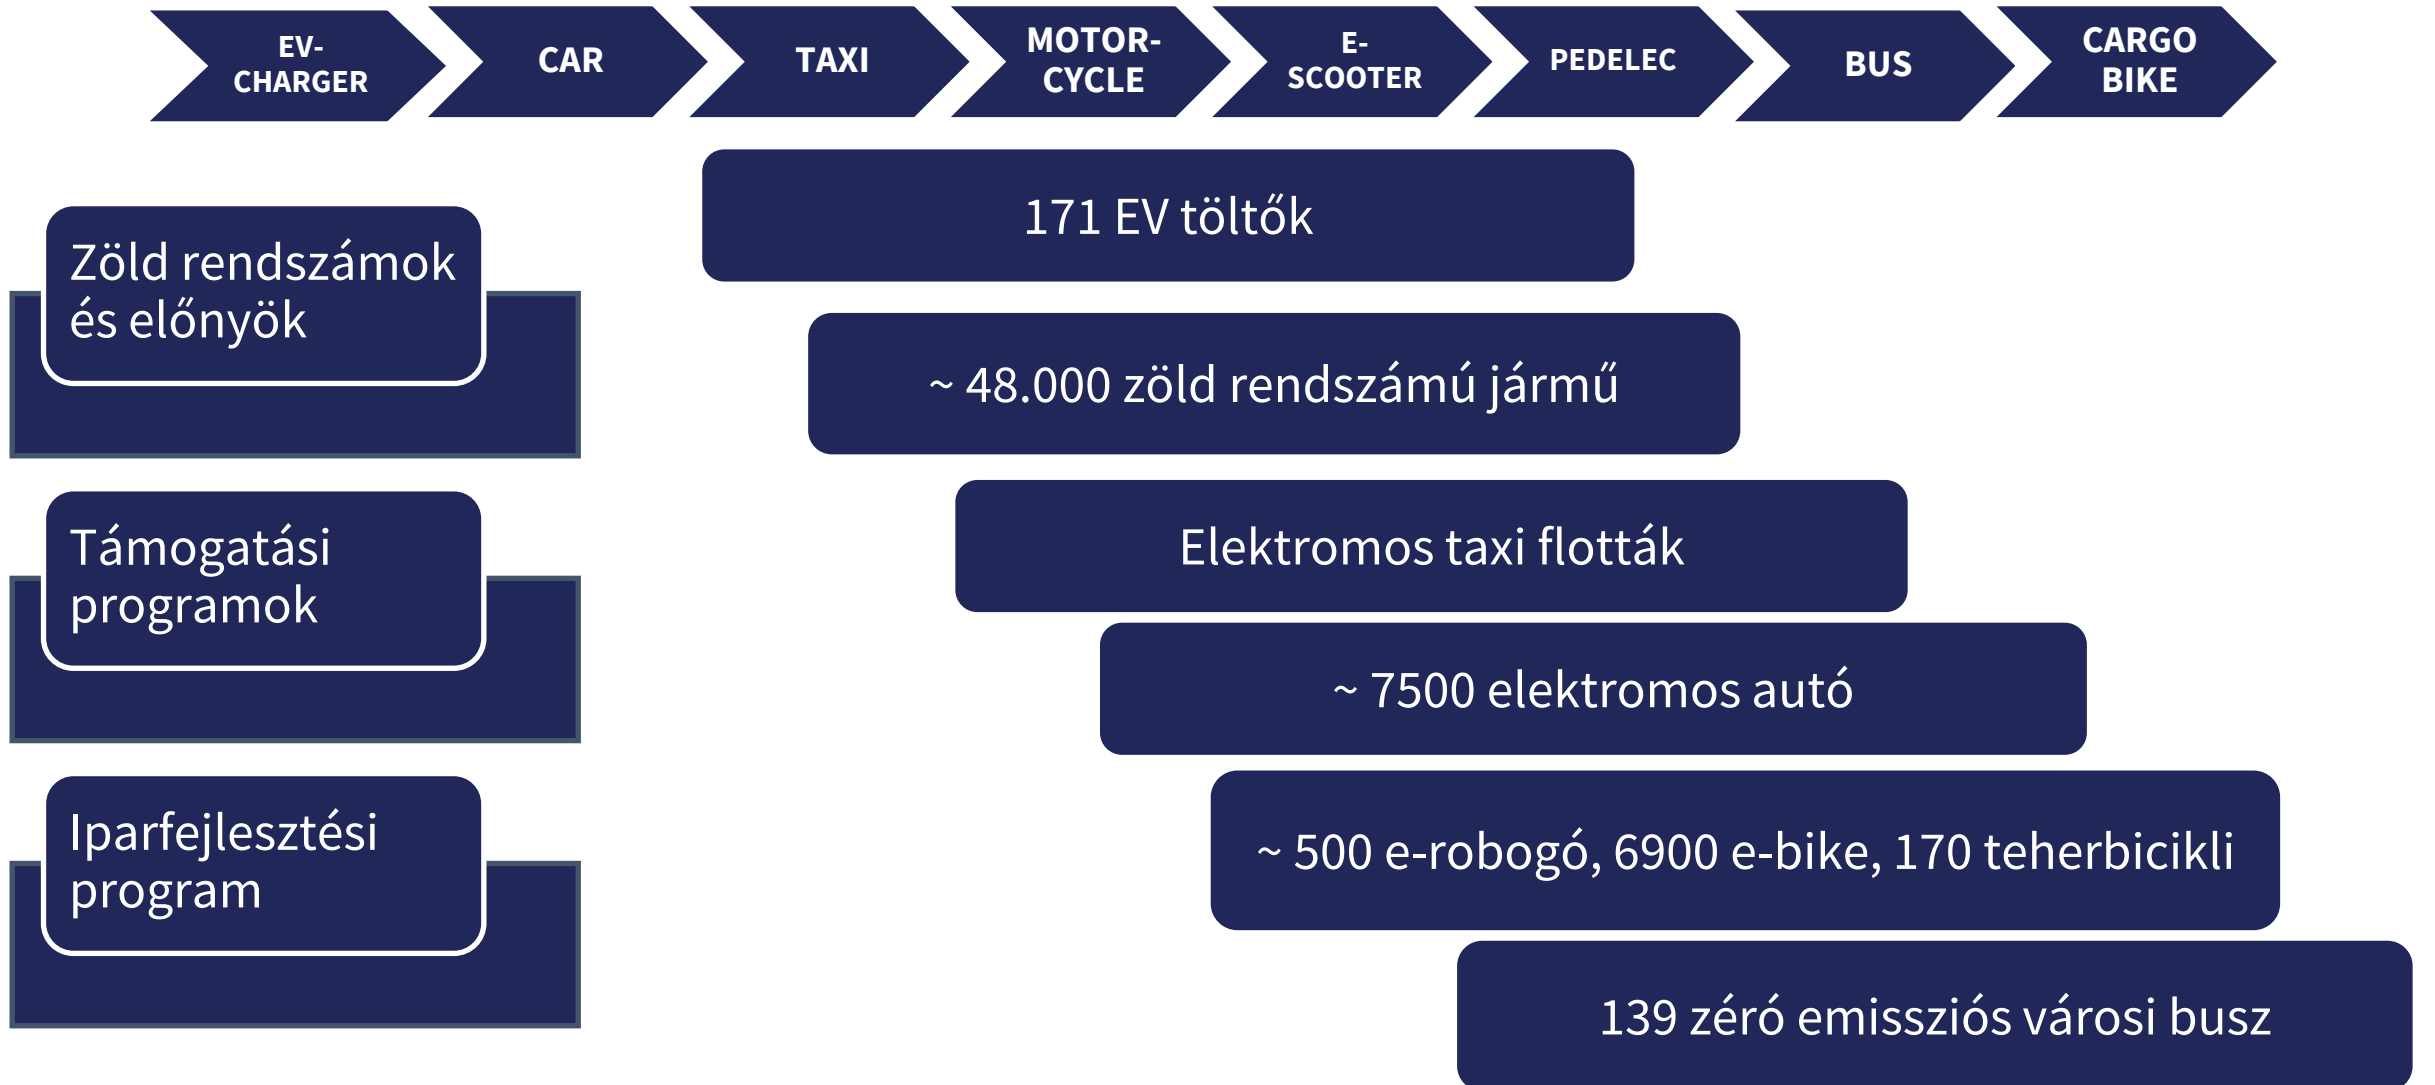 EV-
CHARGER
CAR
TAXI
MOTOR-
CYCLE
E-
SCOOTER
PEDELEC
BUS
CARGO
BIKE
Zöld rendszámok
és előnyök
Támogatási
programok
Iparfejlesztési
program
171 EV töltők
~ 48.000 zöld rendszámú jármű
Elektromos taxi flották
~ 7500 elektromos autó
~ 500 e-robogó, 6900 e-bike, 170 teherbicikli
139 zéró emissziós városi busz